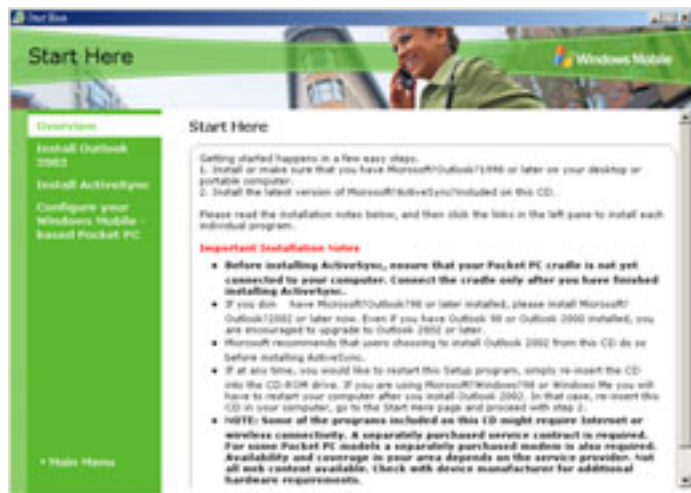 Start Here
Start Here
Windows Mobile
Overview
Install Outlook
2002
Install ActiveSync
Configure your
Windows Mobile -
based Pocket PC
Main Menu
Start Here
Getting started happens in a few easy steps.
1. Install or make sure that you have Microsoft?Outlook?1998 or later on your desktop or
portable computer.
2. Install the latest version of Microsoft?ActiveSync?included on this CD.
Please read the installation notes below, and then click the links in the left pane to install each
individual program.
Important Installation Notes
Before installing ActiveSync, ensure that your Pocket PC cradle is not yet
connected to your computer. Connect the cradle only after you have finished
installing ActiveSync.
If you don have Microsoft?Outlook?98 or later installed, please install Microsoft?
Outlook?2002 or later now. Even if you have Outlook 98 or Outlook 2000 installed, you
are encouraged to upgrade to Outlook 2002 or later.
Microsoft recommends that users choosing to install Outlook 2002 from this CD do so
before installing ActiveSync.
If at any time, you would like to restart this Setup program, simply re-insert the CD
into the CD-ROM drive. If you are using Microsoft?Windows?98 or Windows Me you will
have to restart your computer after you install Outlook 2002. In that case, re-insert this
CD in your computer, go to the Start Here page and proceed with step 2.
NOTE: Some of the programs included on this CD might require Internet or
wireless connectivity. A separately purchased service contract is required.
For some Pocket PC models a separately purchased modem is also required.
Availability and coverage in your area depends on the service provider. Not
all web content available. Check with device manufacturer for additional
hardware requirements.